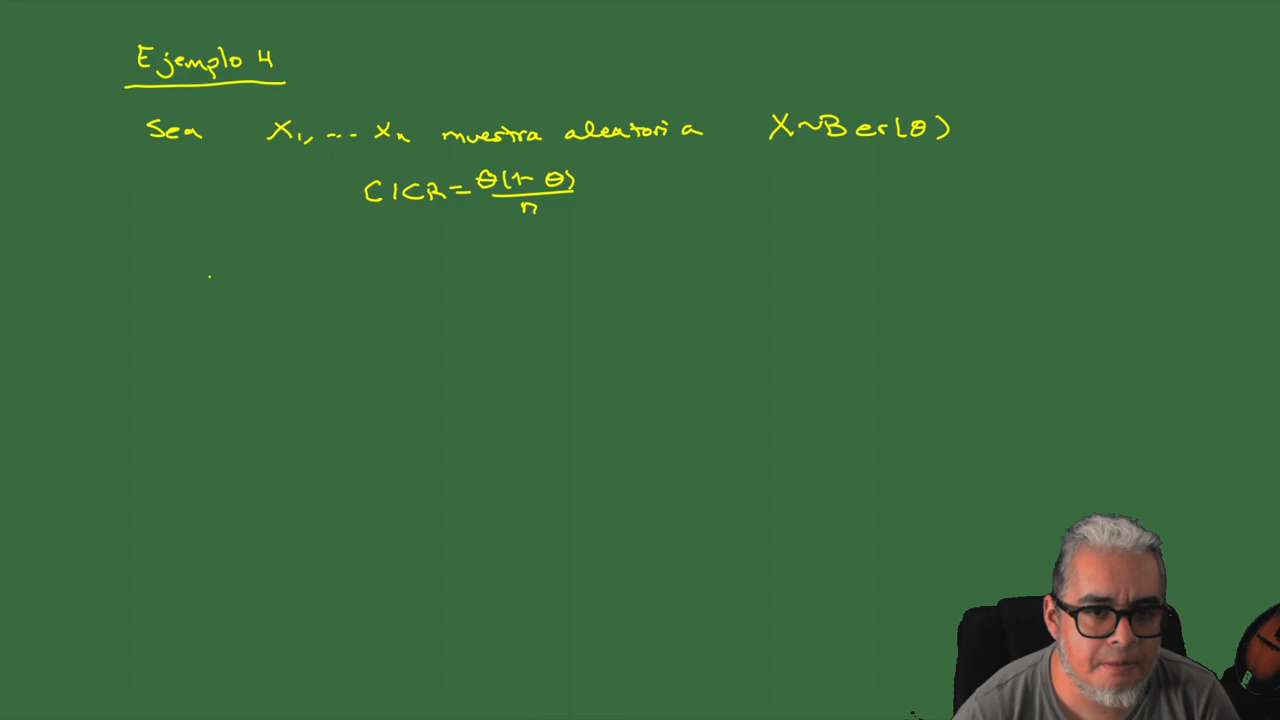 Ejemplo 4
Sea X₁, ... Xₙ muestra aleatoria X~Ber(θ)
CICR = θ(1-θ)/n